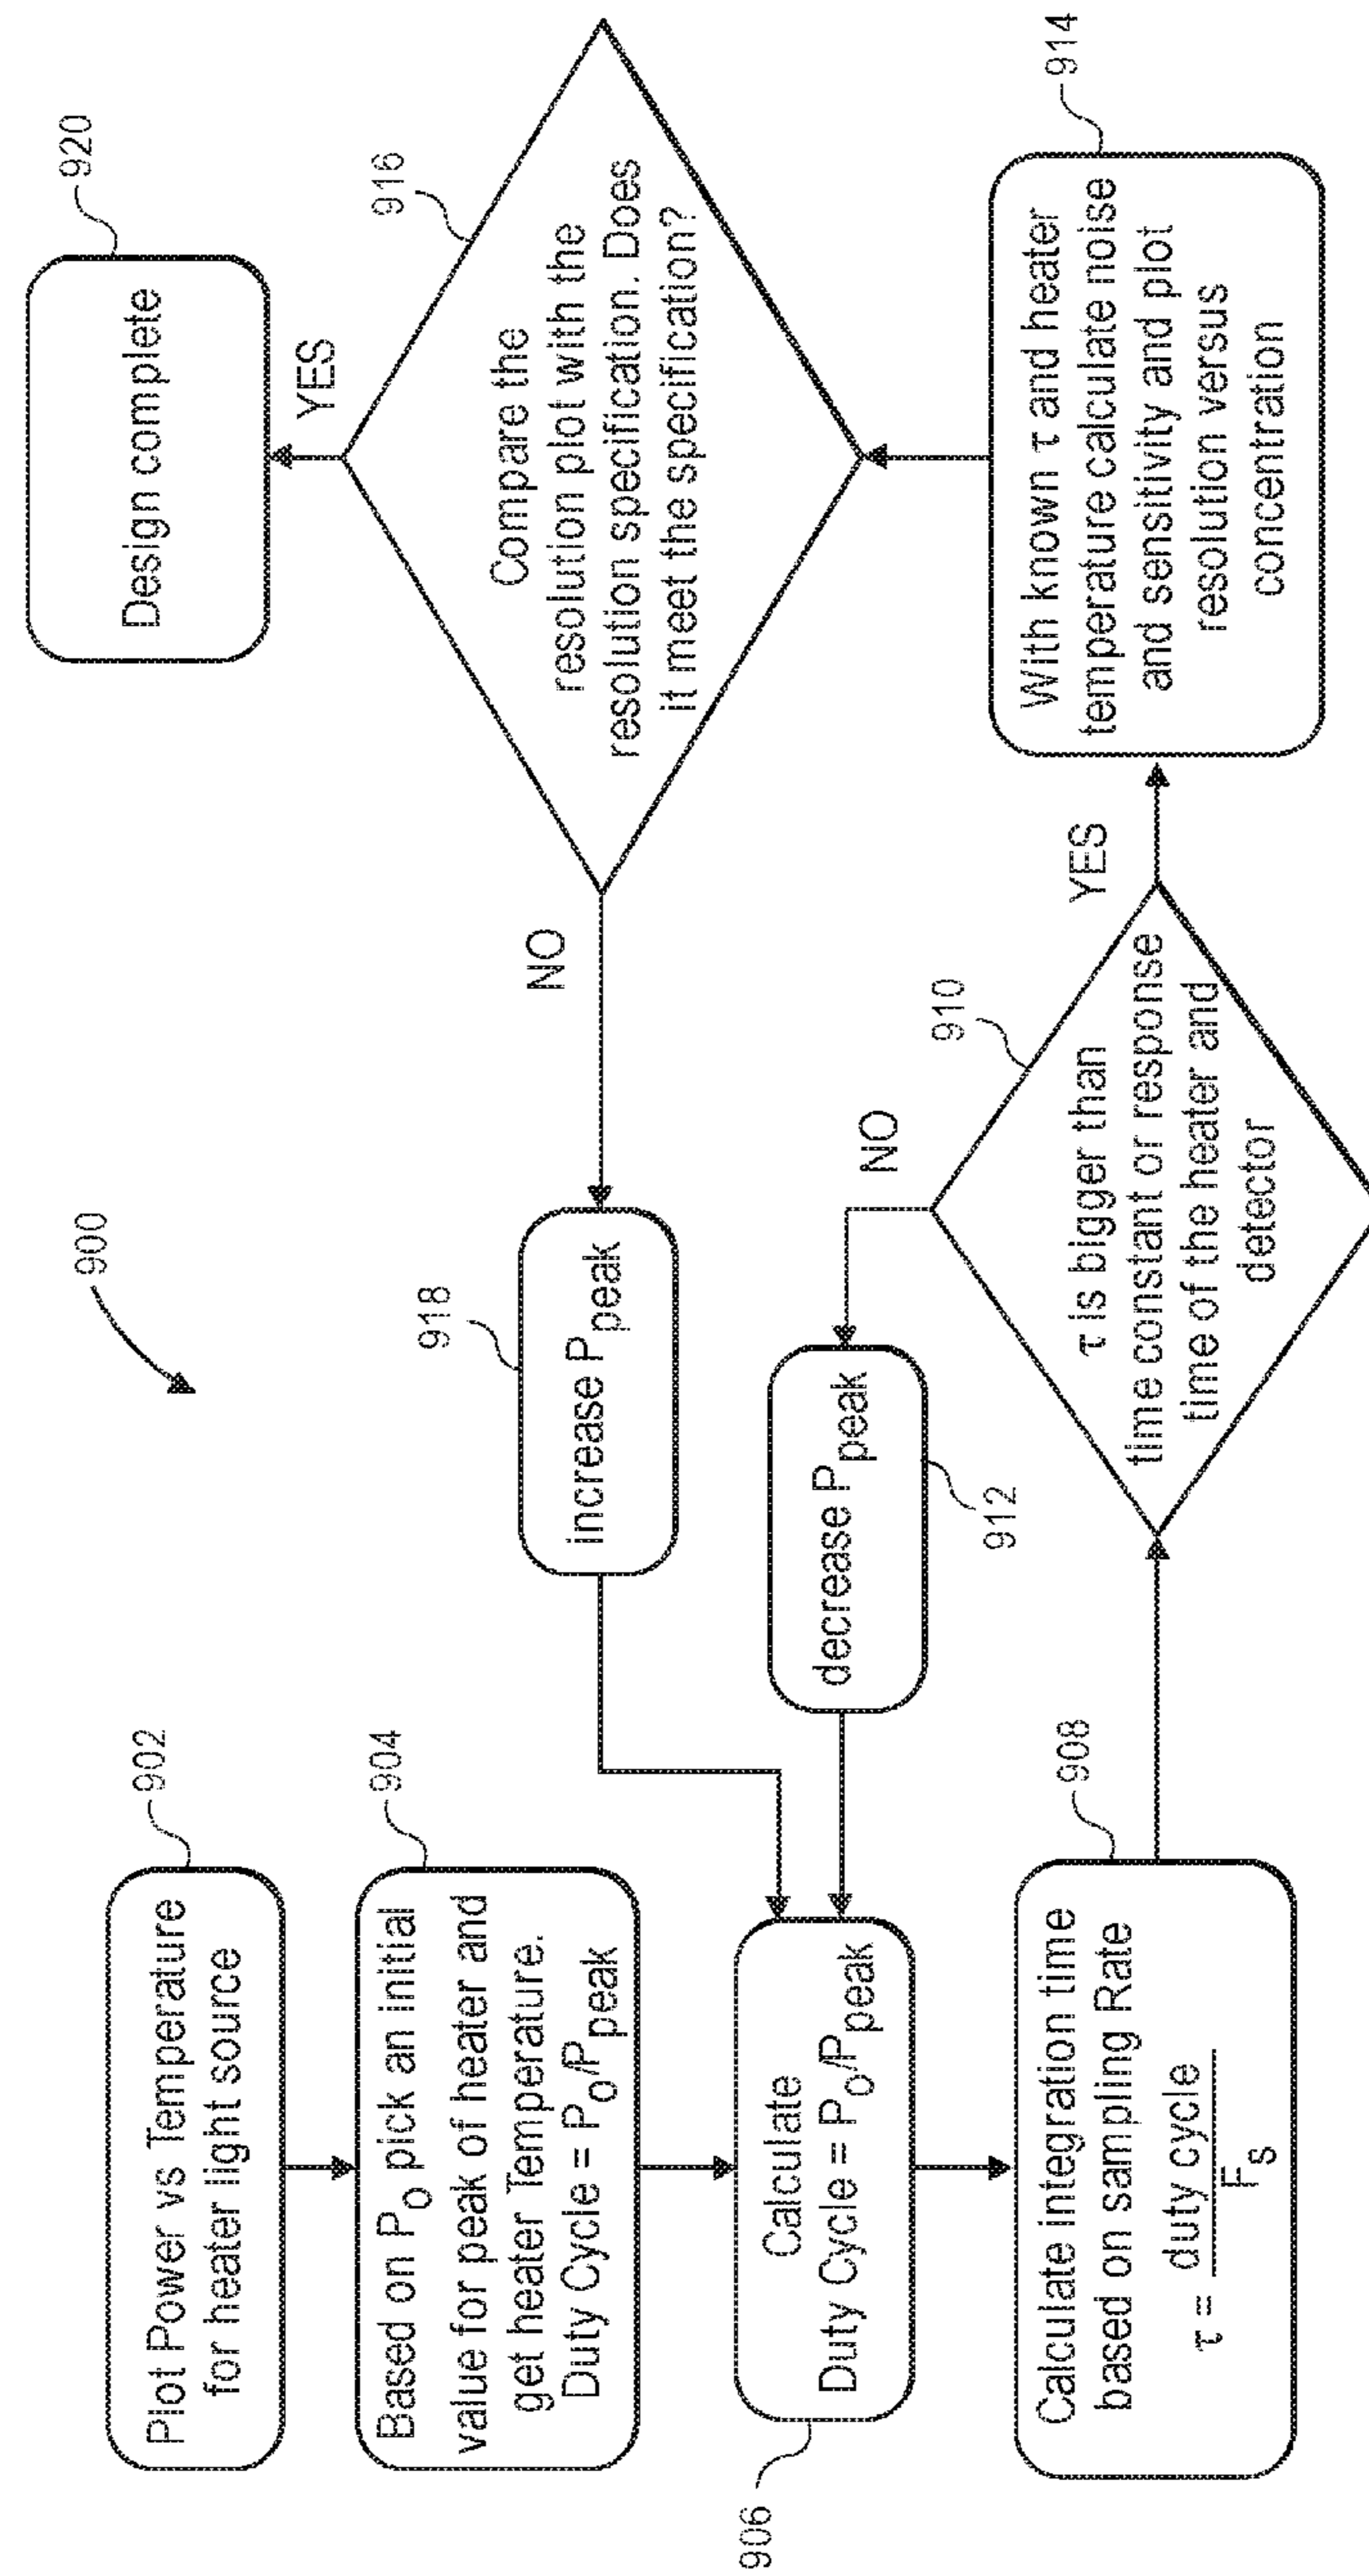 900
902
Plot Power vs Temperature
for heater light source
904
Based on Po pick an initial
value for peak of heater and
get heater Temperature.
Duty Cycle = Po/Ppeak
906
Calculate
Duty Cycle = Po/Ppeak
908
Calculate integration time
based on sampling Rate
τ = duty cycle
Fs
910
τ is bigger than
time constant or response
time of the heater and
detector
NO
912
decrease Ppeak
YES
914
With known τ and heater
temperature calculate noise
and sensitivity and plot
resolution versus
concentration
916
Compare the
resolution plot with the
resolution specification. Does
it meet the specification?
NO
918
increase Ppeak
YES
920
Design complete